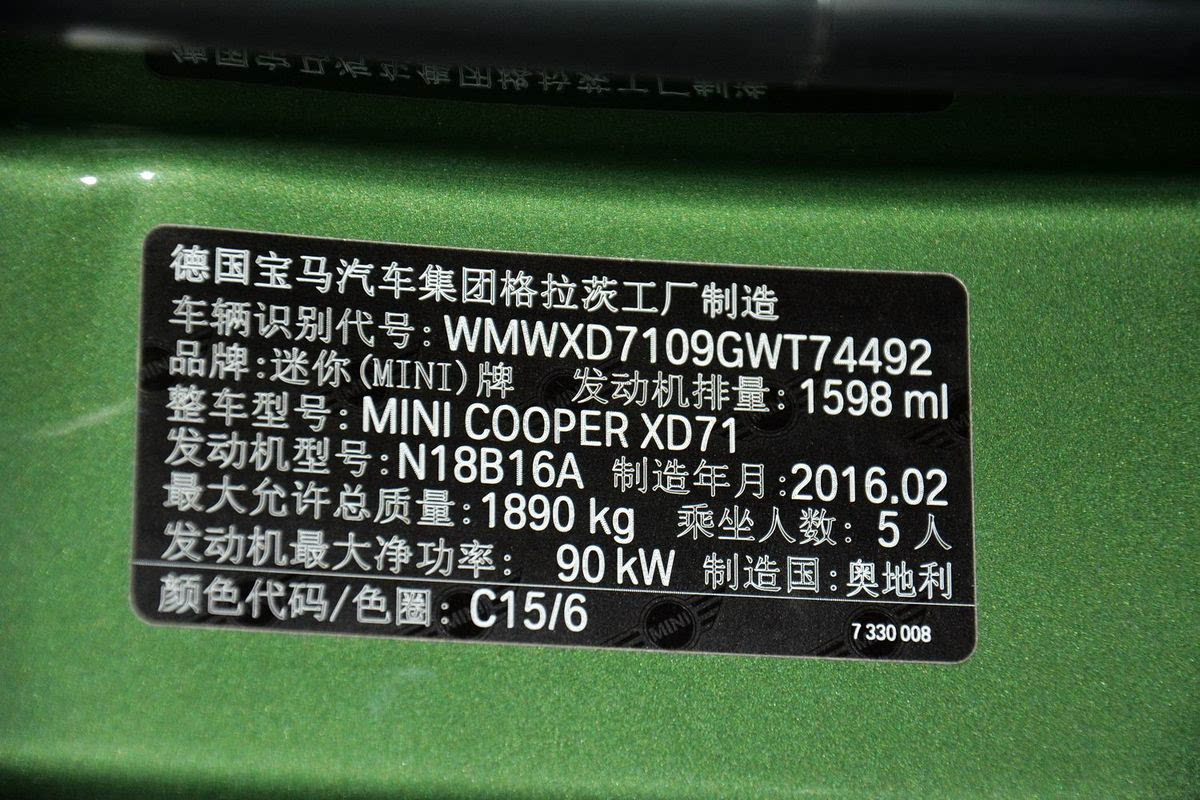 德国宝马汽车集团格拉茨工厂制造
车辆识别代号: WMWXD7109GWT74492
品牌:迷你(MINI)牌 发动机排量: 1598 ml
整车型号: MINI COOPER XD71
发动机型号:N18B16A 制造年月:2016.02
最大允许总质量:1890 kg 乘坐人数: 5 人
发动机最大净功率: 90 kW 制造国:奥地利
颜色代码/色圈: C15/6
MINI MINI
7 330 008